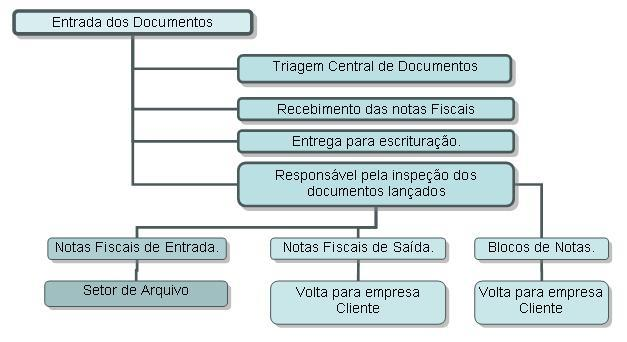 Entrada dos Documentos
Triagem Central de Documentos
Recebimento das notas Fiscais
Entrega para escrituração.
Responsável pela inspeção dos
documentos lançados
Notas Fiscais de Entrada.
Notas Fiscais de Saída.
Blocos de Notas.
Setor de Arquivo
Volta para empresa
Cliente
Volta para empresa
Cliente